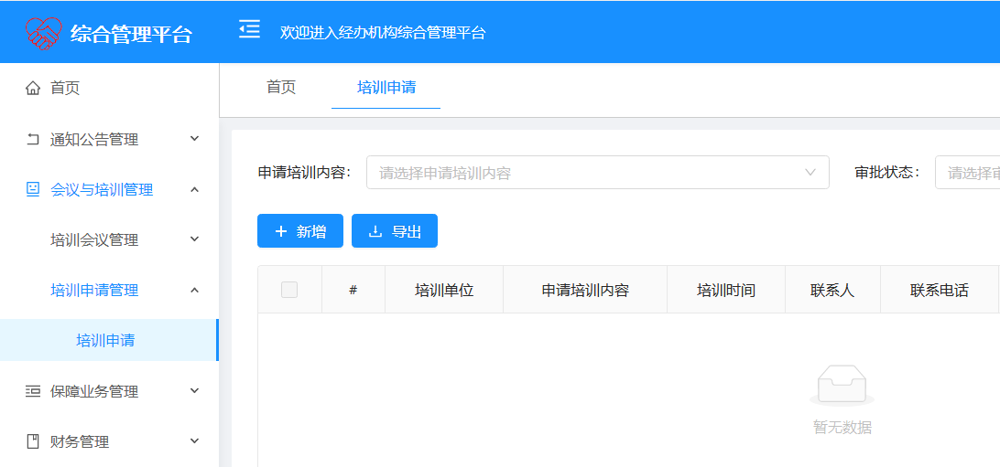 综合管理平台
欢迎进入经办机构综合管理平台
首页
通知公告管理
会议与培训管理
培训会议管理
培训申请管理
培训申请
保障业务管理
财务管理
首页 培训申请
申请培训内容: 请选择申请培训内容 审批状态: 请选择审
新增 导出
# 培训单位 申请培训内容 培训时间 联系人 联系电话
暂无数据